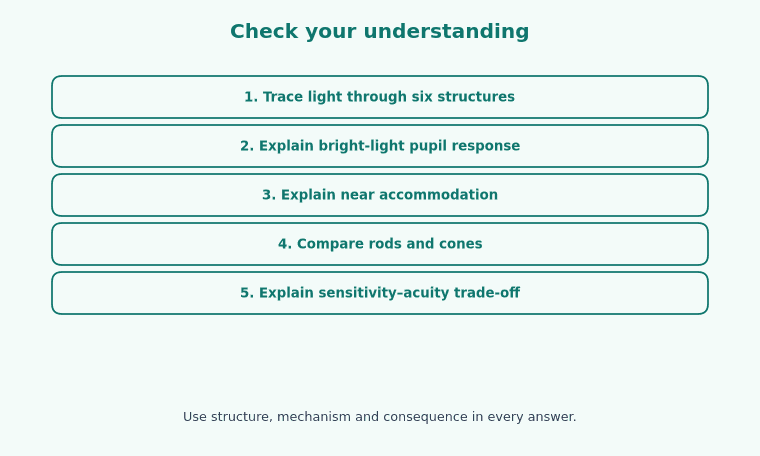 Check your understanding
1. Trace light through six structures
2. Explain bright-light pupil response
3. Explain near accommodation
4. Compare rods and cones
5. Explain sensitivity–acuity trade-off
Use structure, mechanism and consequence in every answer.